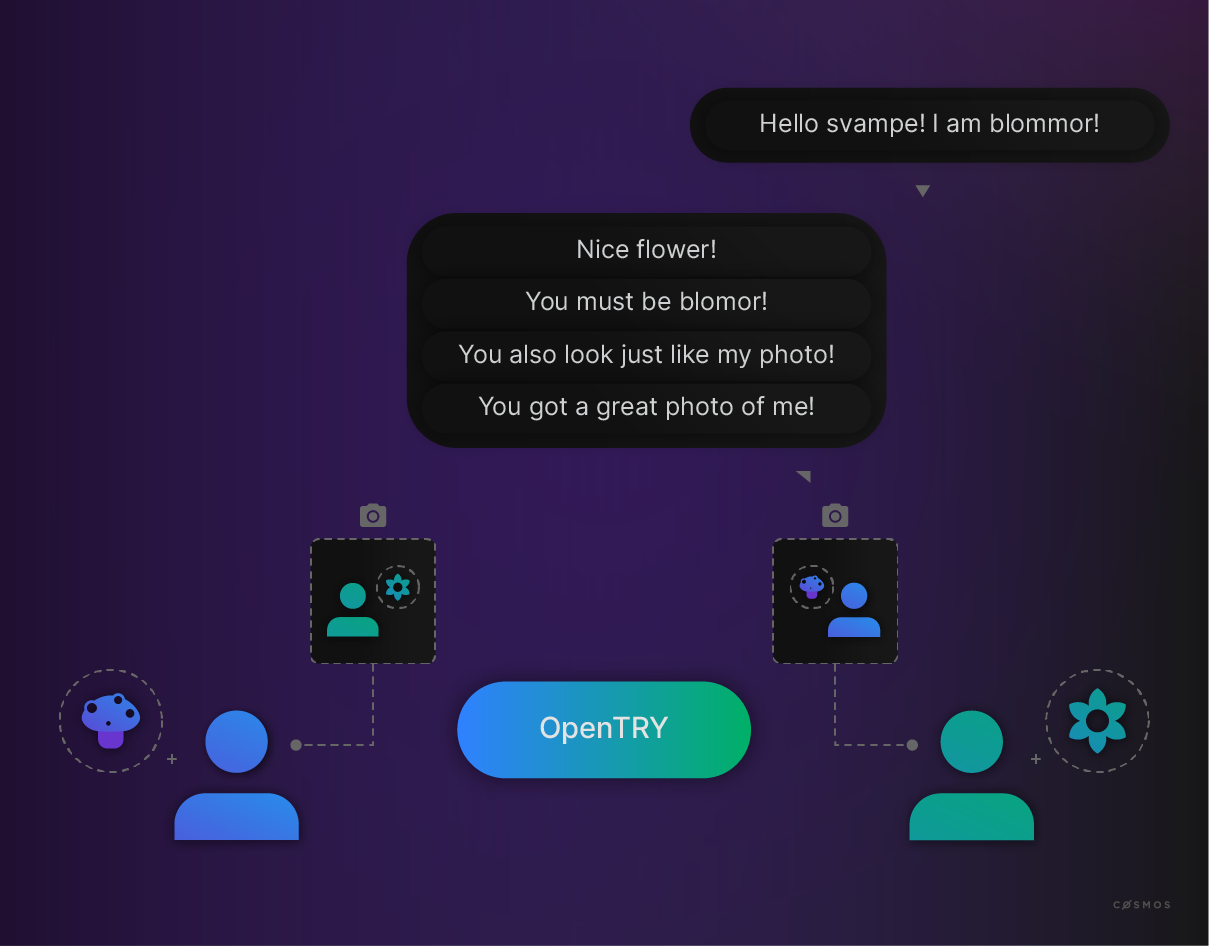 Hello svampe! I am blommor!
Nice flower!
You must be blomor!
You also look just like my photo!
You got a great photo of me!
OpenTRY
CØSMOS